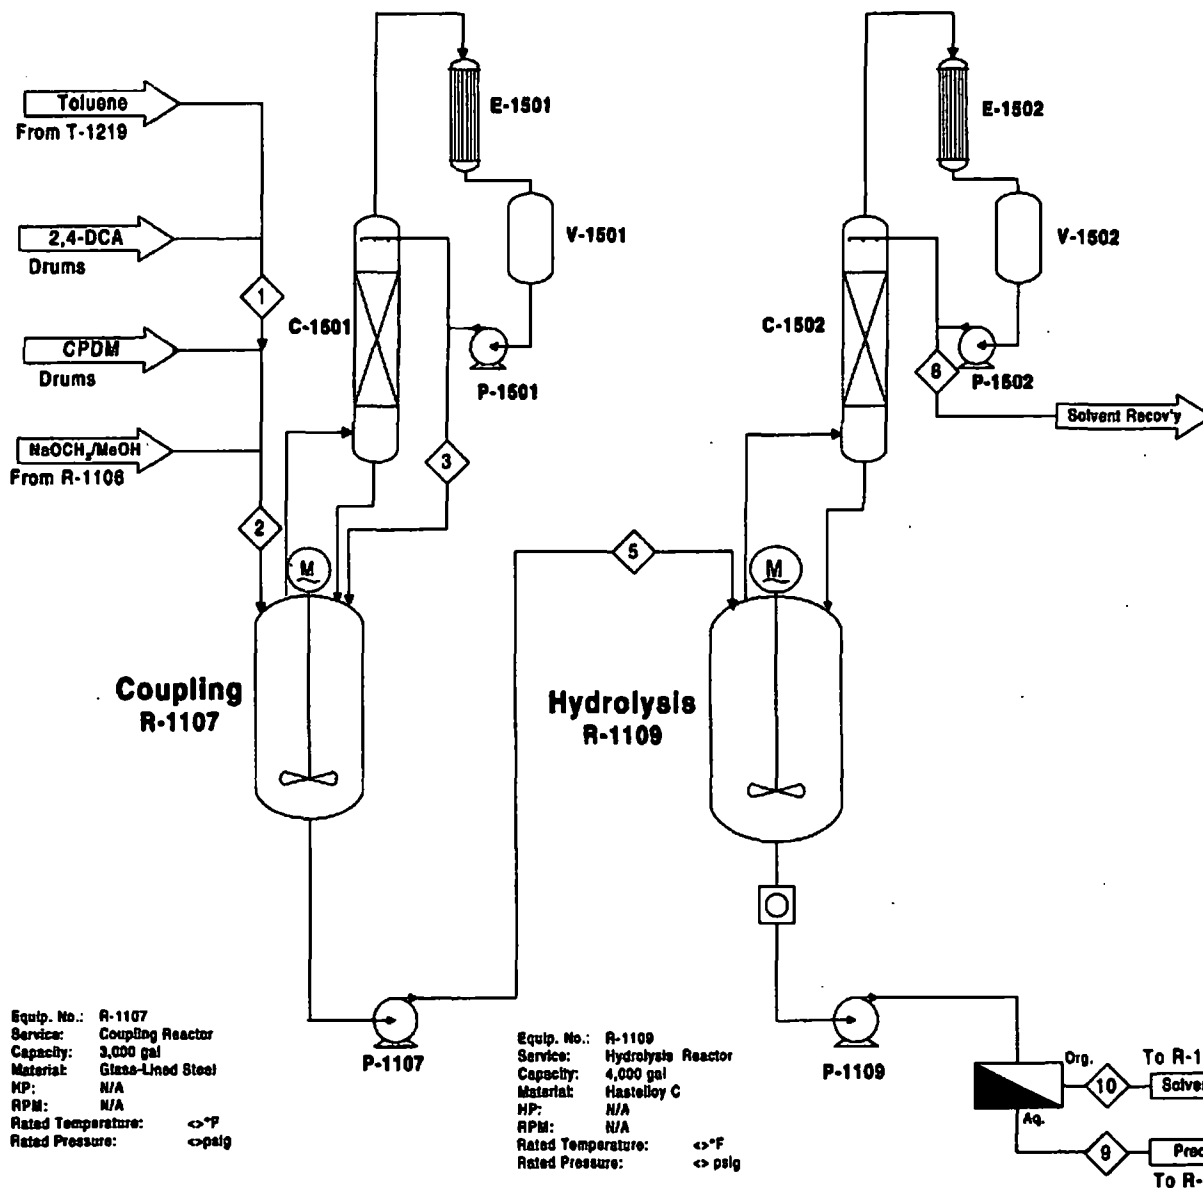 Toluene
From T-1219
2,4-DCA
Drums
1
CPDM
Drums
NaOCH3/MeOH
From R-1106
2
E-1501
V-1501
C-1501
P-1501
3
M
Coupling
R-1107
P-1107
E-1502
V-1502
C-1502
P-1502
8
Solvent Recov'y
5
M
Hydrolysis
R-1109
P-1109
Org.
To R-1
10
Solve
Aq.
9
Proc
To R-
Equip. No.: R-1107
Service: Coupling Reactor
Capacity: 3,000 gal
Material: Glass-Lined Steel
HP: N/A
RPM: N/A
Rated Temperature: <>°F
Rated Pressure: <>psig
Equip. No.: R-1109
Service: Hydrolysis Reactor
Capacity: 4,000 gal
Material: Hastelloy C
HP: N/A
RPM: N/A
Rated Temperature: <>°F
Rated Pressure: <> psig